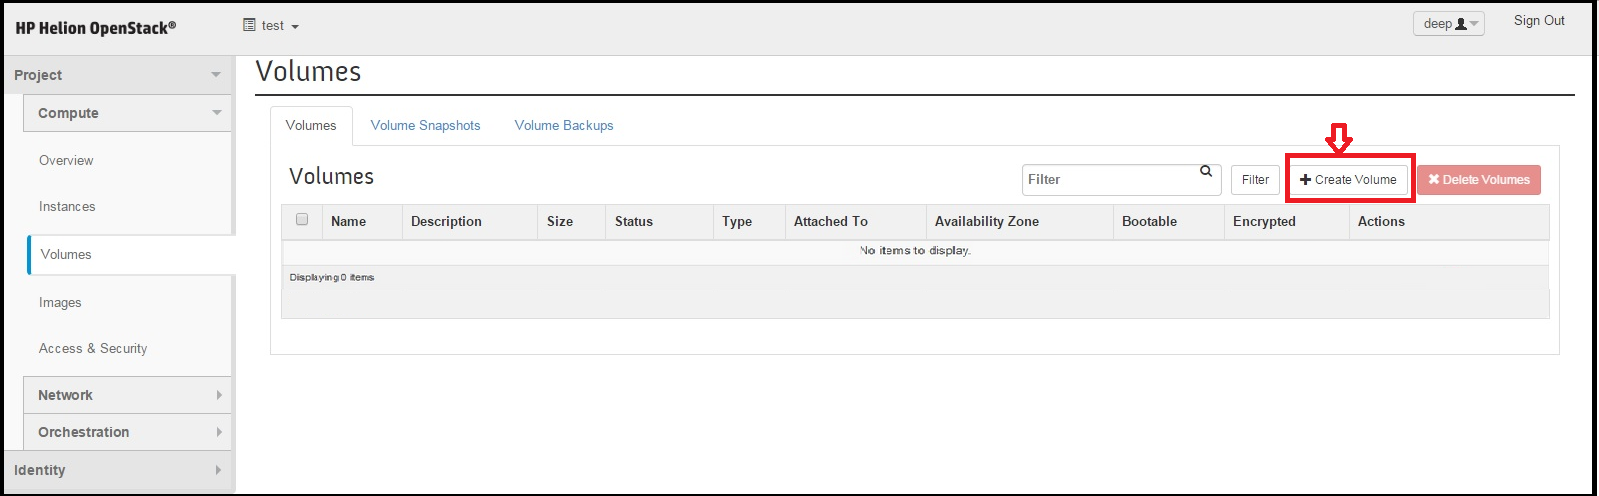 HP Helion OpenStack®
test
deep
Sign Out
Project
Compute
Overview
Instances
Volumes
Images
Access & Security
Network
Orchestration
Identity
Volumes
Volumes Volume Snapshots Volume Backups
Volumes
Filter
Filter
Create Volume
Delete Volumes
Name Description Size Status Type Attached To Availability Zone Bootable Encrypted Actions
No items to display.
Displaying 0 items